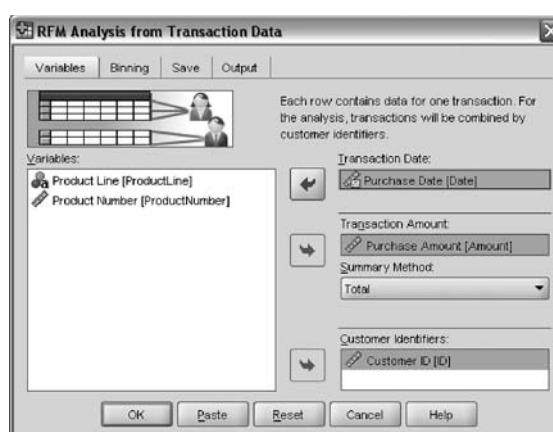 RFM Analysis from Transaction Data
Variables Binning Save Output
Each row contains data for one transaction. For
the analysis, transactions will be combined by
customer identifiers.
Variables:
Product Line [ProductLine]
Product Number [ProductNumber]
Transaction Date:
Purchase Date [Date]
Transaction Amount:
Purchase Amount [Amount]
Summary Method:
Total
Customer Identifiers:
Customer ID [ID]
OK Paste Reset Cancel Help